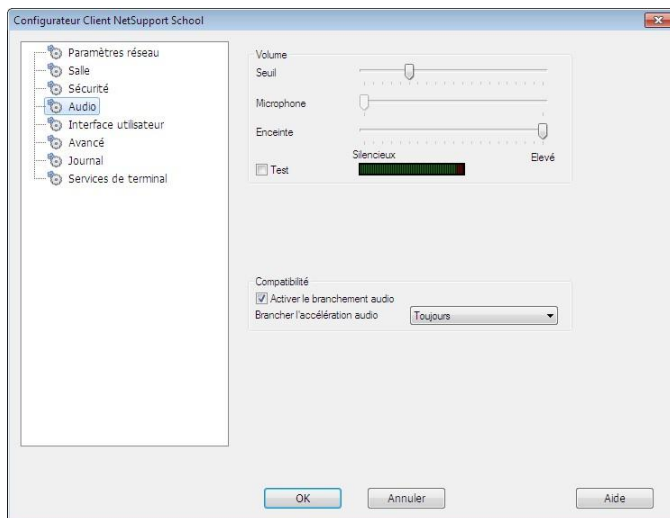 Configurateur Client NetSupport School
Paramètres réseau
Salle
Sécurité
Audio
Interface utilisateur
Avancé
Journal
Services de terminal
Volume
Seuil
Microphone
Enceinte
Silencieux Elevé
Test
Compatibilité
Activer le branchement audio
Brancher l'accélération audio Toujours
OK Annuler Aide